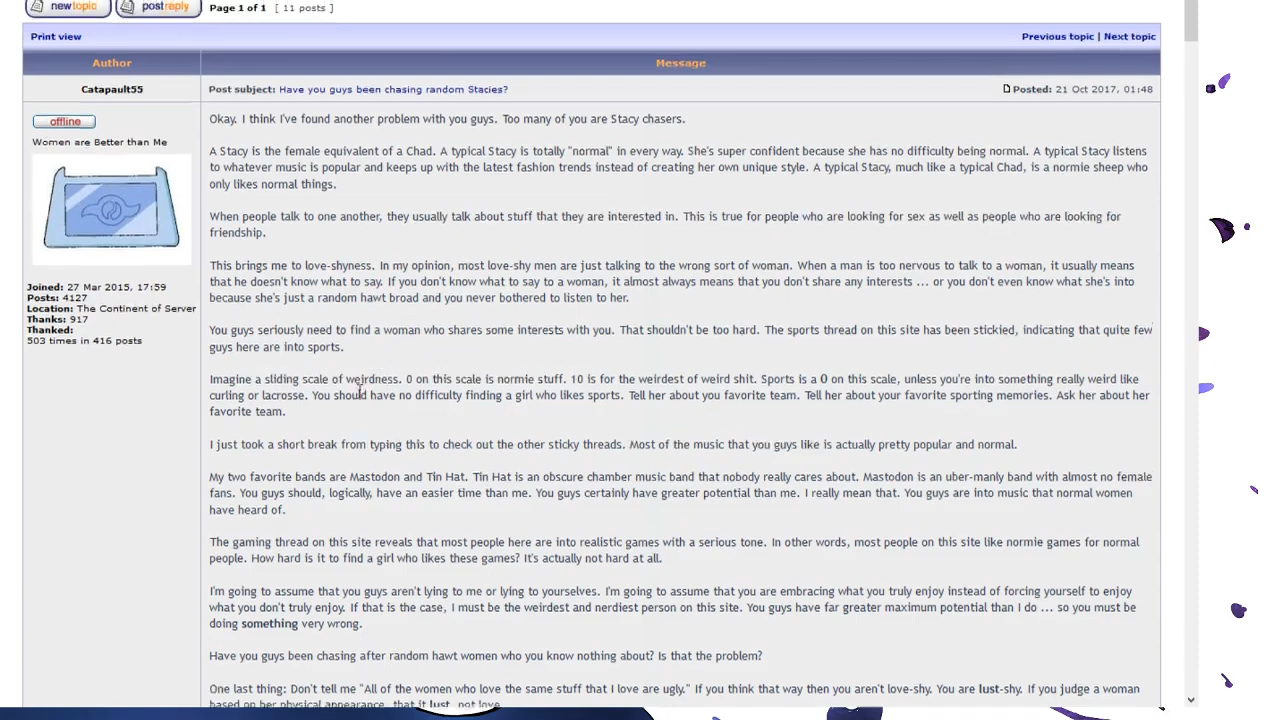 newtopic postreply Page 1 of 1 [ 11 posts ]
Print view Previous topic | Next topic
Author Message
Catapault55 Post subject: Have you guys been chasing random Stacies? Posted: 21 Oct 2017, 01:48
offline
Women are Better than Me
Joined: 27 Mar 2015, 17:59
Posts: 4127
Location: The Continent of Server
Thanks: 917
Thanked:
503 times in 416 posts
Okay. I think I've found another problem with you guys. Too many of you are Stacy chasers.
A Stacy is the female equivalent of a Chad. A typical Stacy is totally "normal" in every way. She's super confident because she has no difficulty being normal. A typical Stacy listens
to whatever music is popular and keeps up with the latest fashion trends instead of creating her own unique style. A typical Stacy, much like a typical Chad, is a normie sheep who
only likes normal things.
When people talk to one another, they usually talk about stuff that they are interested in. This is true for people who are looking for sex as well as people who are looking for
friendship.
This brings me to love-shyness. In my opinion, most love-shy men are just talking to the wrong sort of woman. When a man is too nervous to talk to a woman, it usually means
that he doesn't know what to say. If you don't know what to say to a woman, it almost always means that you don't share any interests ... or you don't even know what she's into
because she's just a random hawt broad and you never bothered to listen to her.
You guys seriously need to find a woman who shares some interests with you. That shouldn't be too hard. The sports thread on this site has been stickied, indicating that quite few
guys here are into sports.
Imagine a sliding scale of weirdness. 0 on this scale is normie stuff. 10 is for the weirdest of weird shit. Sports is a 0 on this scale, unless you're into something really weird like
curling or lacrosse. You should have no difficulty finding a girl who likes sports. Tell her about you favorite team. Tell her about your favorite sporting memories. Ask her about her
favorite team.
I just took a short break from typing this to check out the other sticky threads. Most of the music that you guys like is actually pretty popular and normal.
My two favorite bands are Mastodon and Tin Hat. Tin Hat is an obscure chamber music band that nobody really cares about. Mastodon is an uber-manly band with almost no female
fans. You guys should, logically, have an easier time than me. You guys certainly have greater potential than me. I really mean that. You guys are into music that normal women
have heard of.
The gaming thread on this site reveals that most people here are into realistic games with a serious tone. In other words, most people on this site like normie games for normal
people. How hard is it to find a girl who likes these games? It's actually not hard at all.
I'm going to assume that you guys aren't lying to me or lying to yourselves. I'm going to assume that you are embracing what you truly enjoy instead of forcing yourself to enjoy
what you don't truly enjoy. If that is the case, I must be the weirdest and nerdiest person on this site. You guys have far greater maximum potential than I do ... so you must be
doing something very wrong.
Have you guys been chasing after random hawt women who you know nothing about? Is that the problem?
One last thing: Don't tell me "All of the women who love the same stuff that I love are ugly." If you think that way then you aren't love-shy. You are lust-shy. If you judge a woman
based on her physical appearance, that it lust, not love.